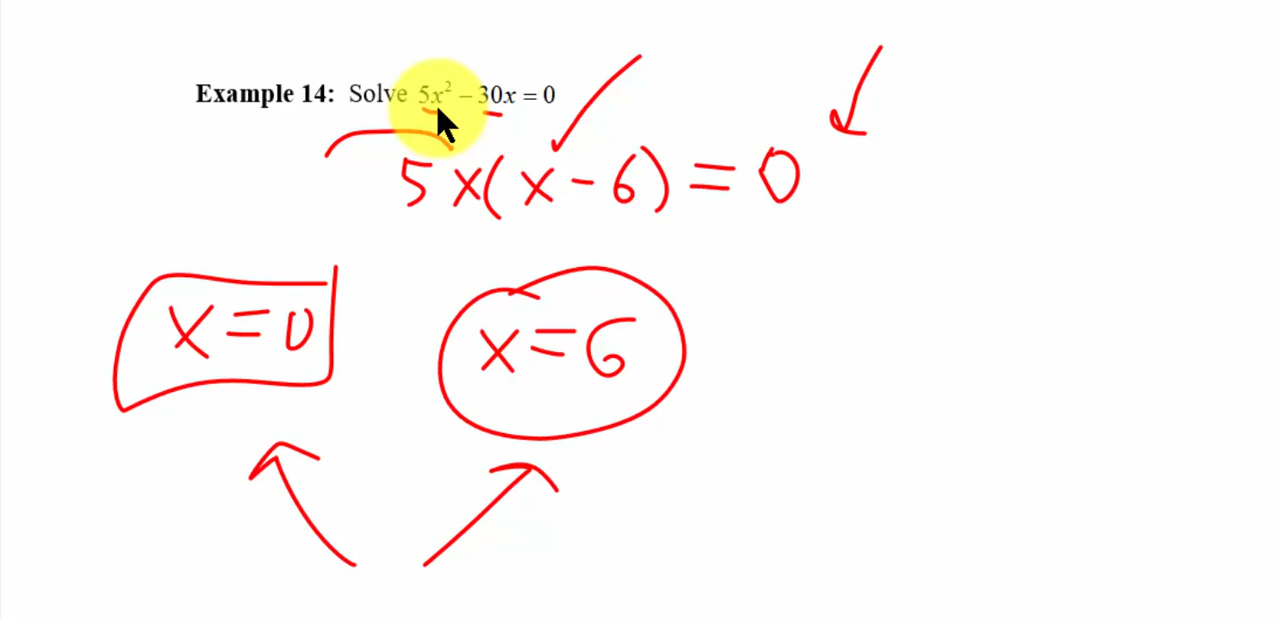 Example 14: Solve 5x² – 30x = 0
5x(x-6)=0
x=0 x=6